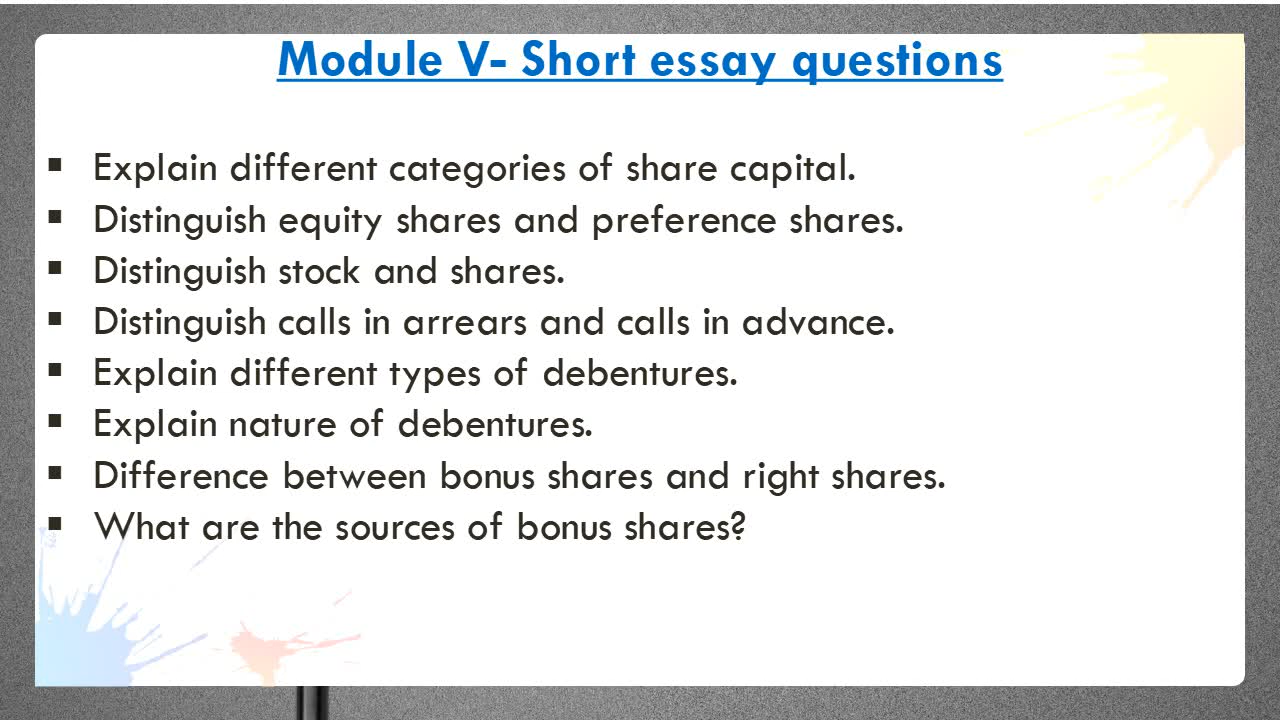 Module V- Short essay questions
▪ Explain different categories of share capital.
▪ Distinguish equity shares and preference shares.
▪ Distinguish stock and shares.
▪ Distinguish calls in arrears and calls in advance.
▪ Explain different types of debentures.
▪ Explain nature of debentures.
▪ Difference between bonus shares and right shares.
▪ What are the sources of bonus shares?